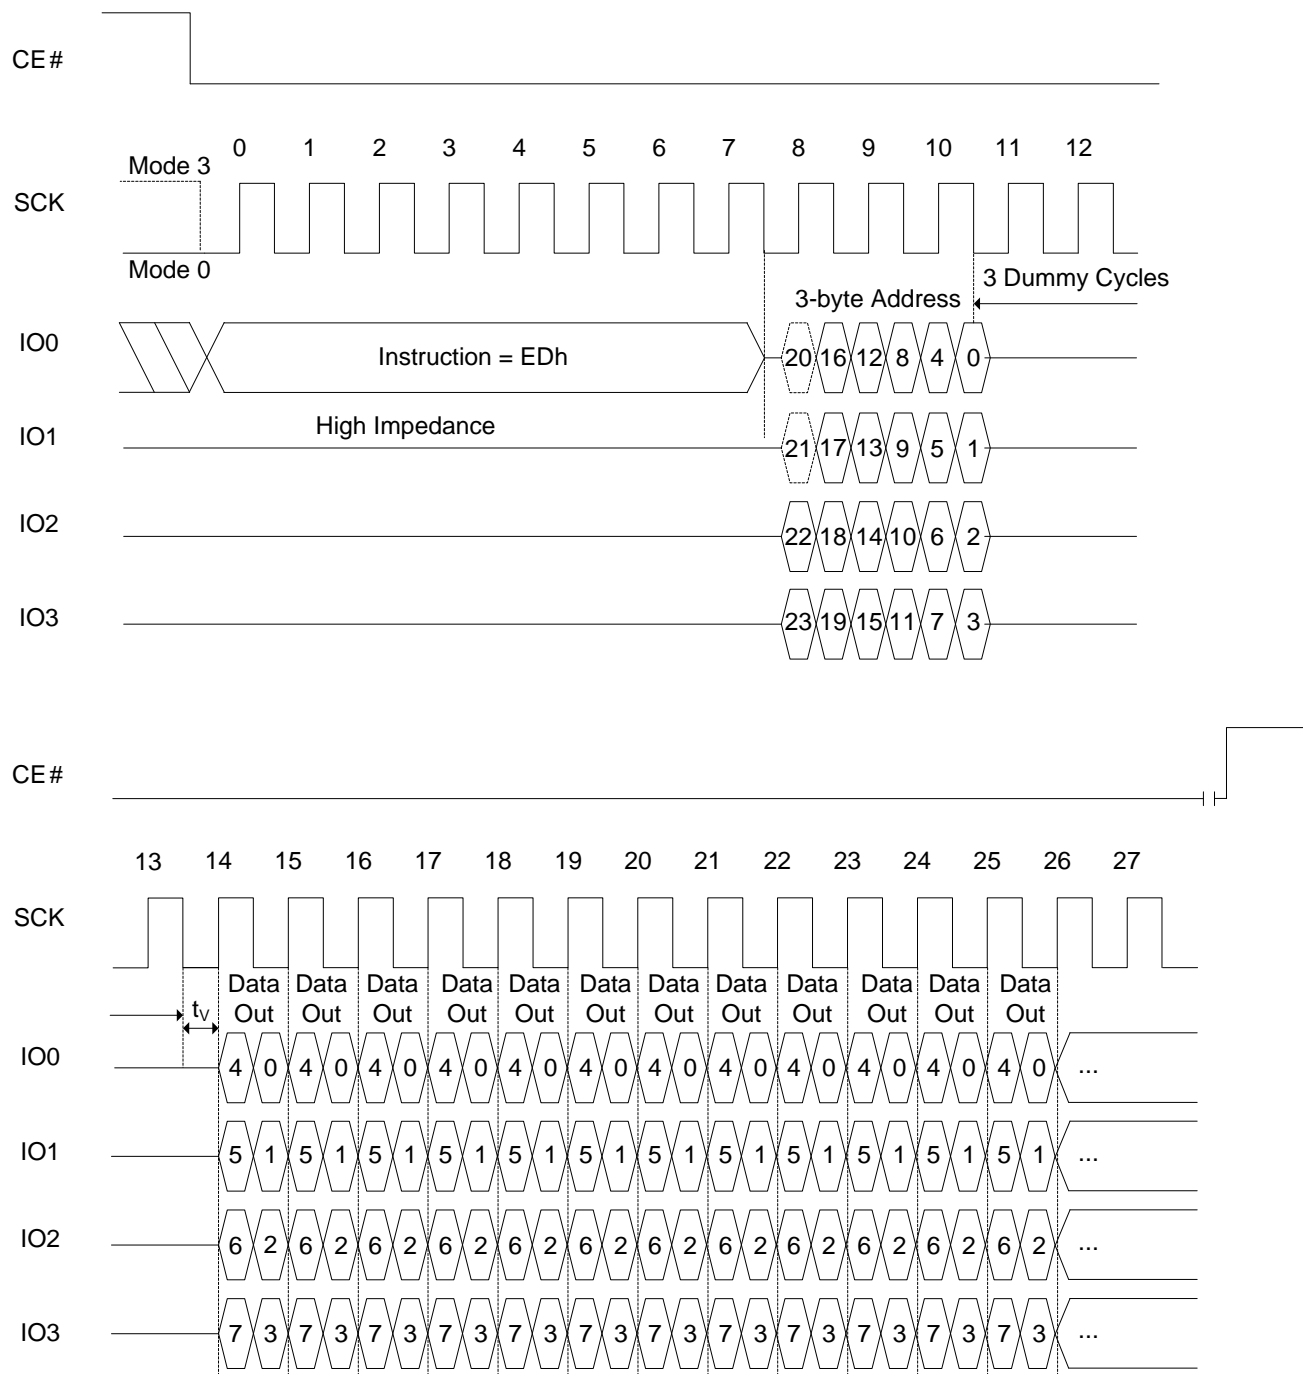 CE#
0 1 2 3 4 5 6 7 8 9 10 11 12
Mode 3
SCK
Mode 0
3 Dummy Cycles
3-byte Address
IO0
Instruction = EDh
20 16 12 8 4 0
High Impedance
IO1
21 17 13 9 5 1
IO2
22 18 14 10 6 2
IO3
23 19 15 11 7 3
CE#
13 14 15 16 17 18 19 20 21 22 23 24 25 26 27
SCK
Data Data Data Data Data Data Data Data Data Data Data Data
tV Out Out Out Out Out Out Out Out Out Out Out Out
IO0 4 0 4 0 4 0 4 0 4 0 4 0 4 0 4 0 4 0 4 0 4 0 4 0 ...
IO1 5 1 5 1 5 1 5 1 5 1 5 1 5 1 5 1 5 1 5 1 5 1 5 1 ...
IO2 6 2 6 2 6 2 6 2 6 2 6 2 6 2 6 2 6 2 6 2 6 2 6 2 ...
IO3 7 3 7 3 7 3 7 3 7 3 7 3 7 3 7 3 7 3 7 3 7 3 7 3 ...